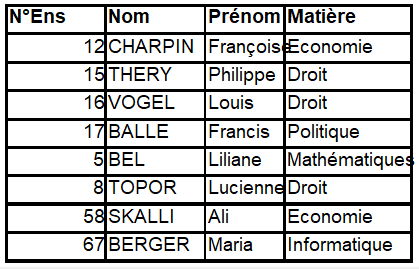 N°Ens Nom Prénom Matière
12 CHARPIN Françoise Economie
15 THERY Philippe Droit
16 VOGEL Louis Droit
17 BALLE Francis Politique
5 BEL Liliane Mathématiques
8 TOPOR Lucienne Droit
58 SKALLI Ali Economie
67 BERGER Maria Informatique